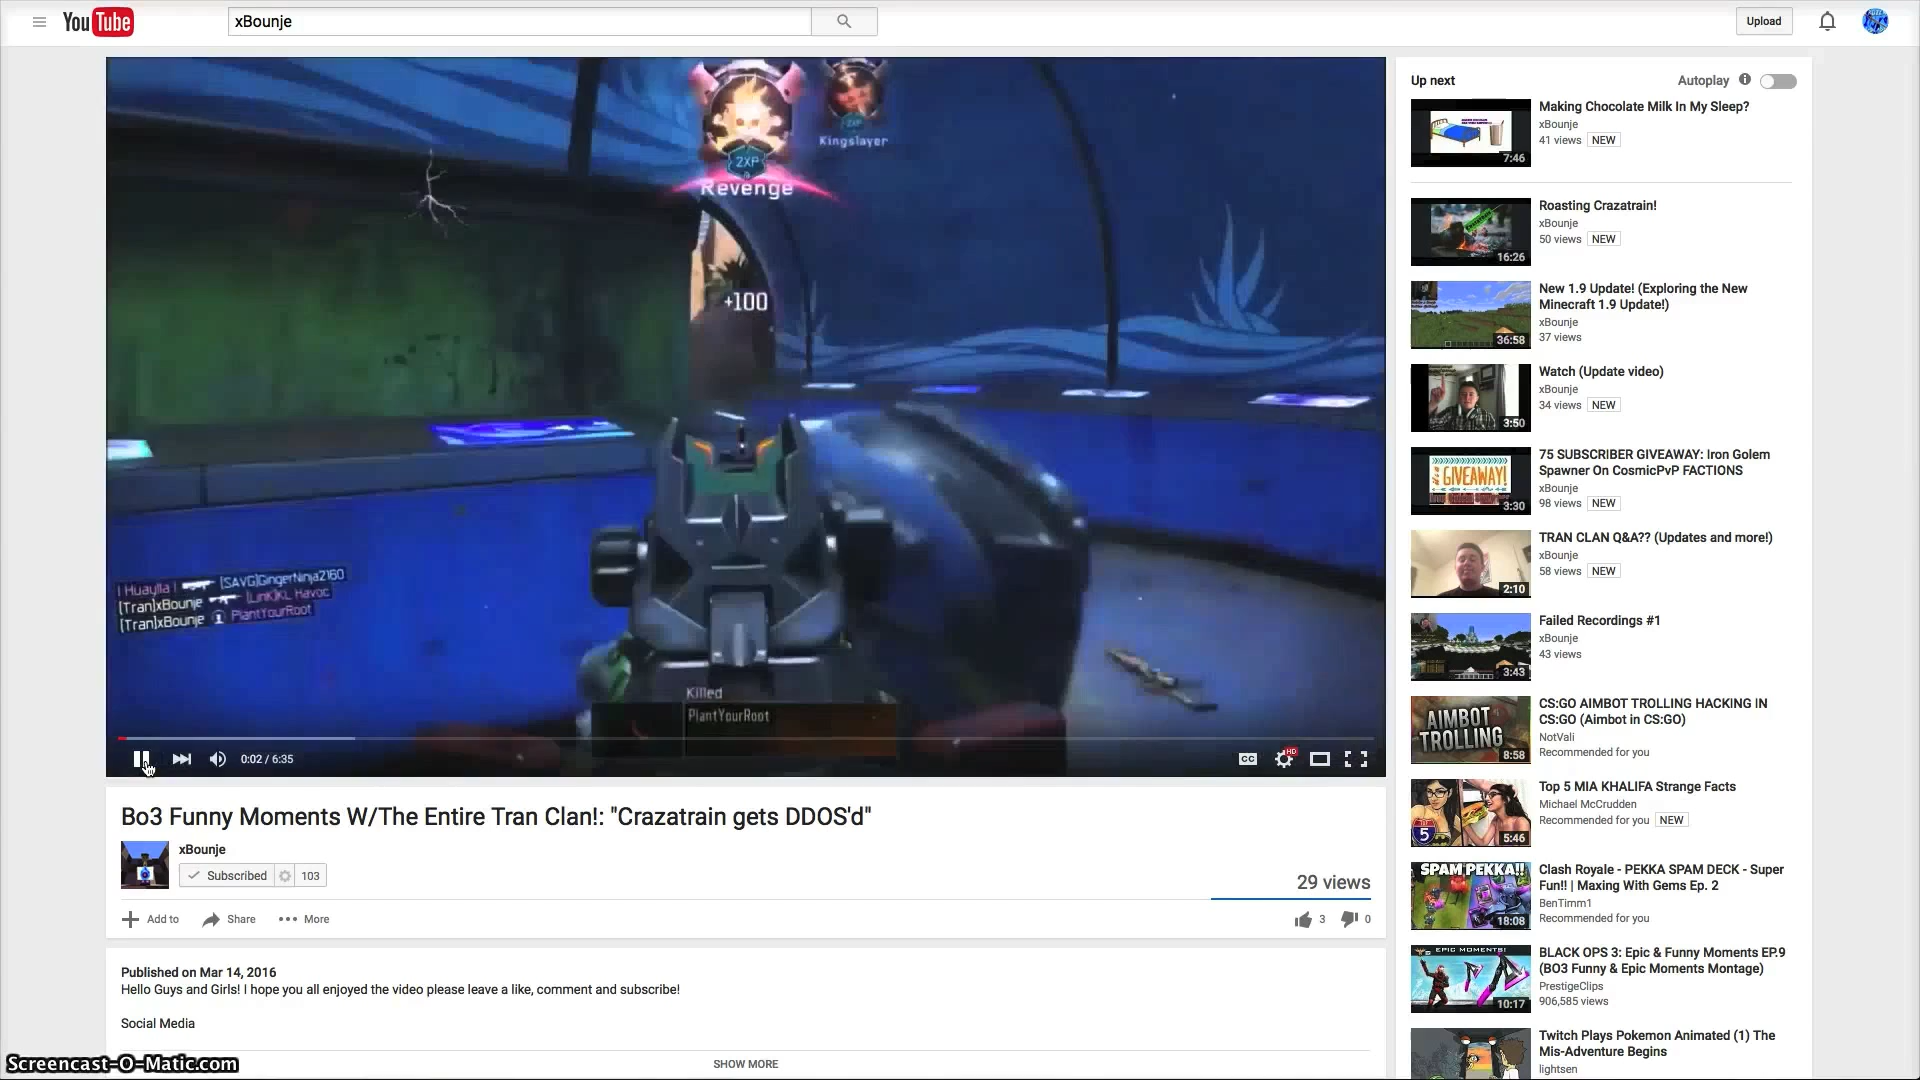 YouTube
xBounje
Upload
2XP
Revenge
2XP
Kingslayer
+100
[Huaylla] [SAVG]GingerNinja2160
[Tran]xBounje [LinK]KL Havoc
[Tran]xBounje PlantYourRoot
Killed
PlantYourRoot
0:02 / 6:35
CC
HD
Bo3 Funny Moments W/The Entire Tran Clan!: "Crazatrain gets DDOS'd"
xBounje
Subscribed 103
29 views
Add to Share More
3 0
Published on Mar 14, 2016
Hello Guys and Girls! I hope you all enjoyed the video please leave a like, comment and subscribe!
Social Media
SHOW MORE
Screencast-O-Matic.com
Up next
Autoplay
Making Chocolate Milk In My Sleep?
xBounje
41 views NEW
7:46
Roasting Crazatrain!
xBounje
50 views NEW
16:26
New 1.9 Update! (Exploring the New
Minecraft 1.9 Update!)
xBounje
37 views
36:58
Watch (Update video)
xBounje
34 views NEW
3:50
75 SUBSCRIBER GIVEAWAY: Iron Golem
Spawner On CosmicPvP FACTIONS
xBounje
98 views NEW
GIVEAWAY!
3:30
TRAN CLAN Q&A?? (Updates and more!)
xBounje
58 views NEW
2:10
Failed Recordings #1
xBounje
43 views
3:43
CS:GO AIMBOT TROLLING HACKING IN
CS:GO (Aimbot in CS:GO)
NotVali
Recommended for you
AIMBOT
TROLLING
8:58
Top 5 MIA KHALIFA Strange Facts
Michael McCrudden
Recommended for you NEW
TOP
5
5:46
Clash Royale - PEKKA SPAM DECK - Super
Fun!! | Maxing With Gems Ep. 2
BenTimm1
Recommended for you
SPAM PEKKA!!
18:08
BLACK OPS 3: Epic & Funny Moments EP.9
(BO3 Funny & Epic Moments Montage)
PrestigeClips
906,585 views
EPIC MOMENTS!
10:17
Twitch Plays Pokemon Animated (1) The
Mis-Adventure Begins
lightsen